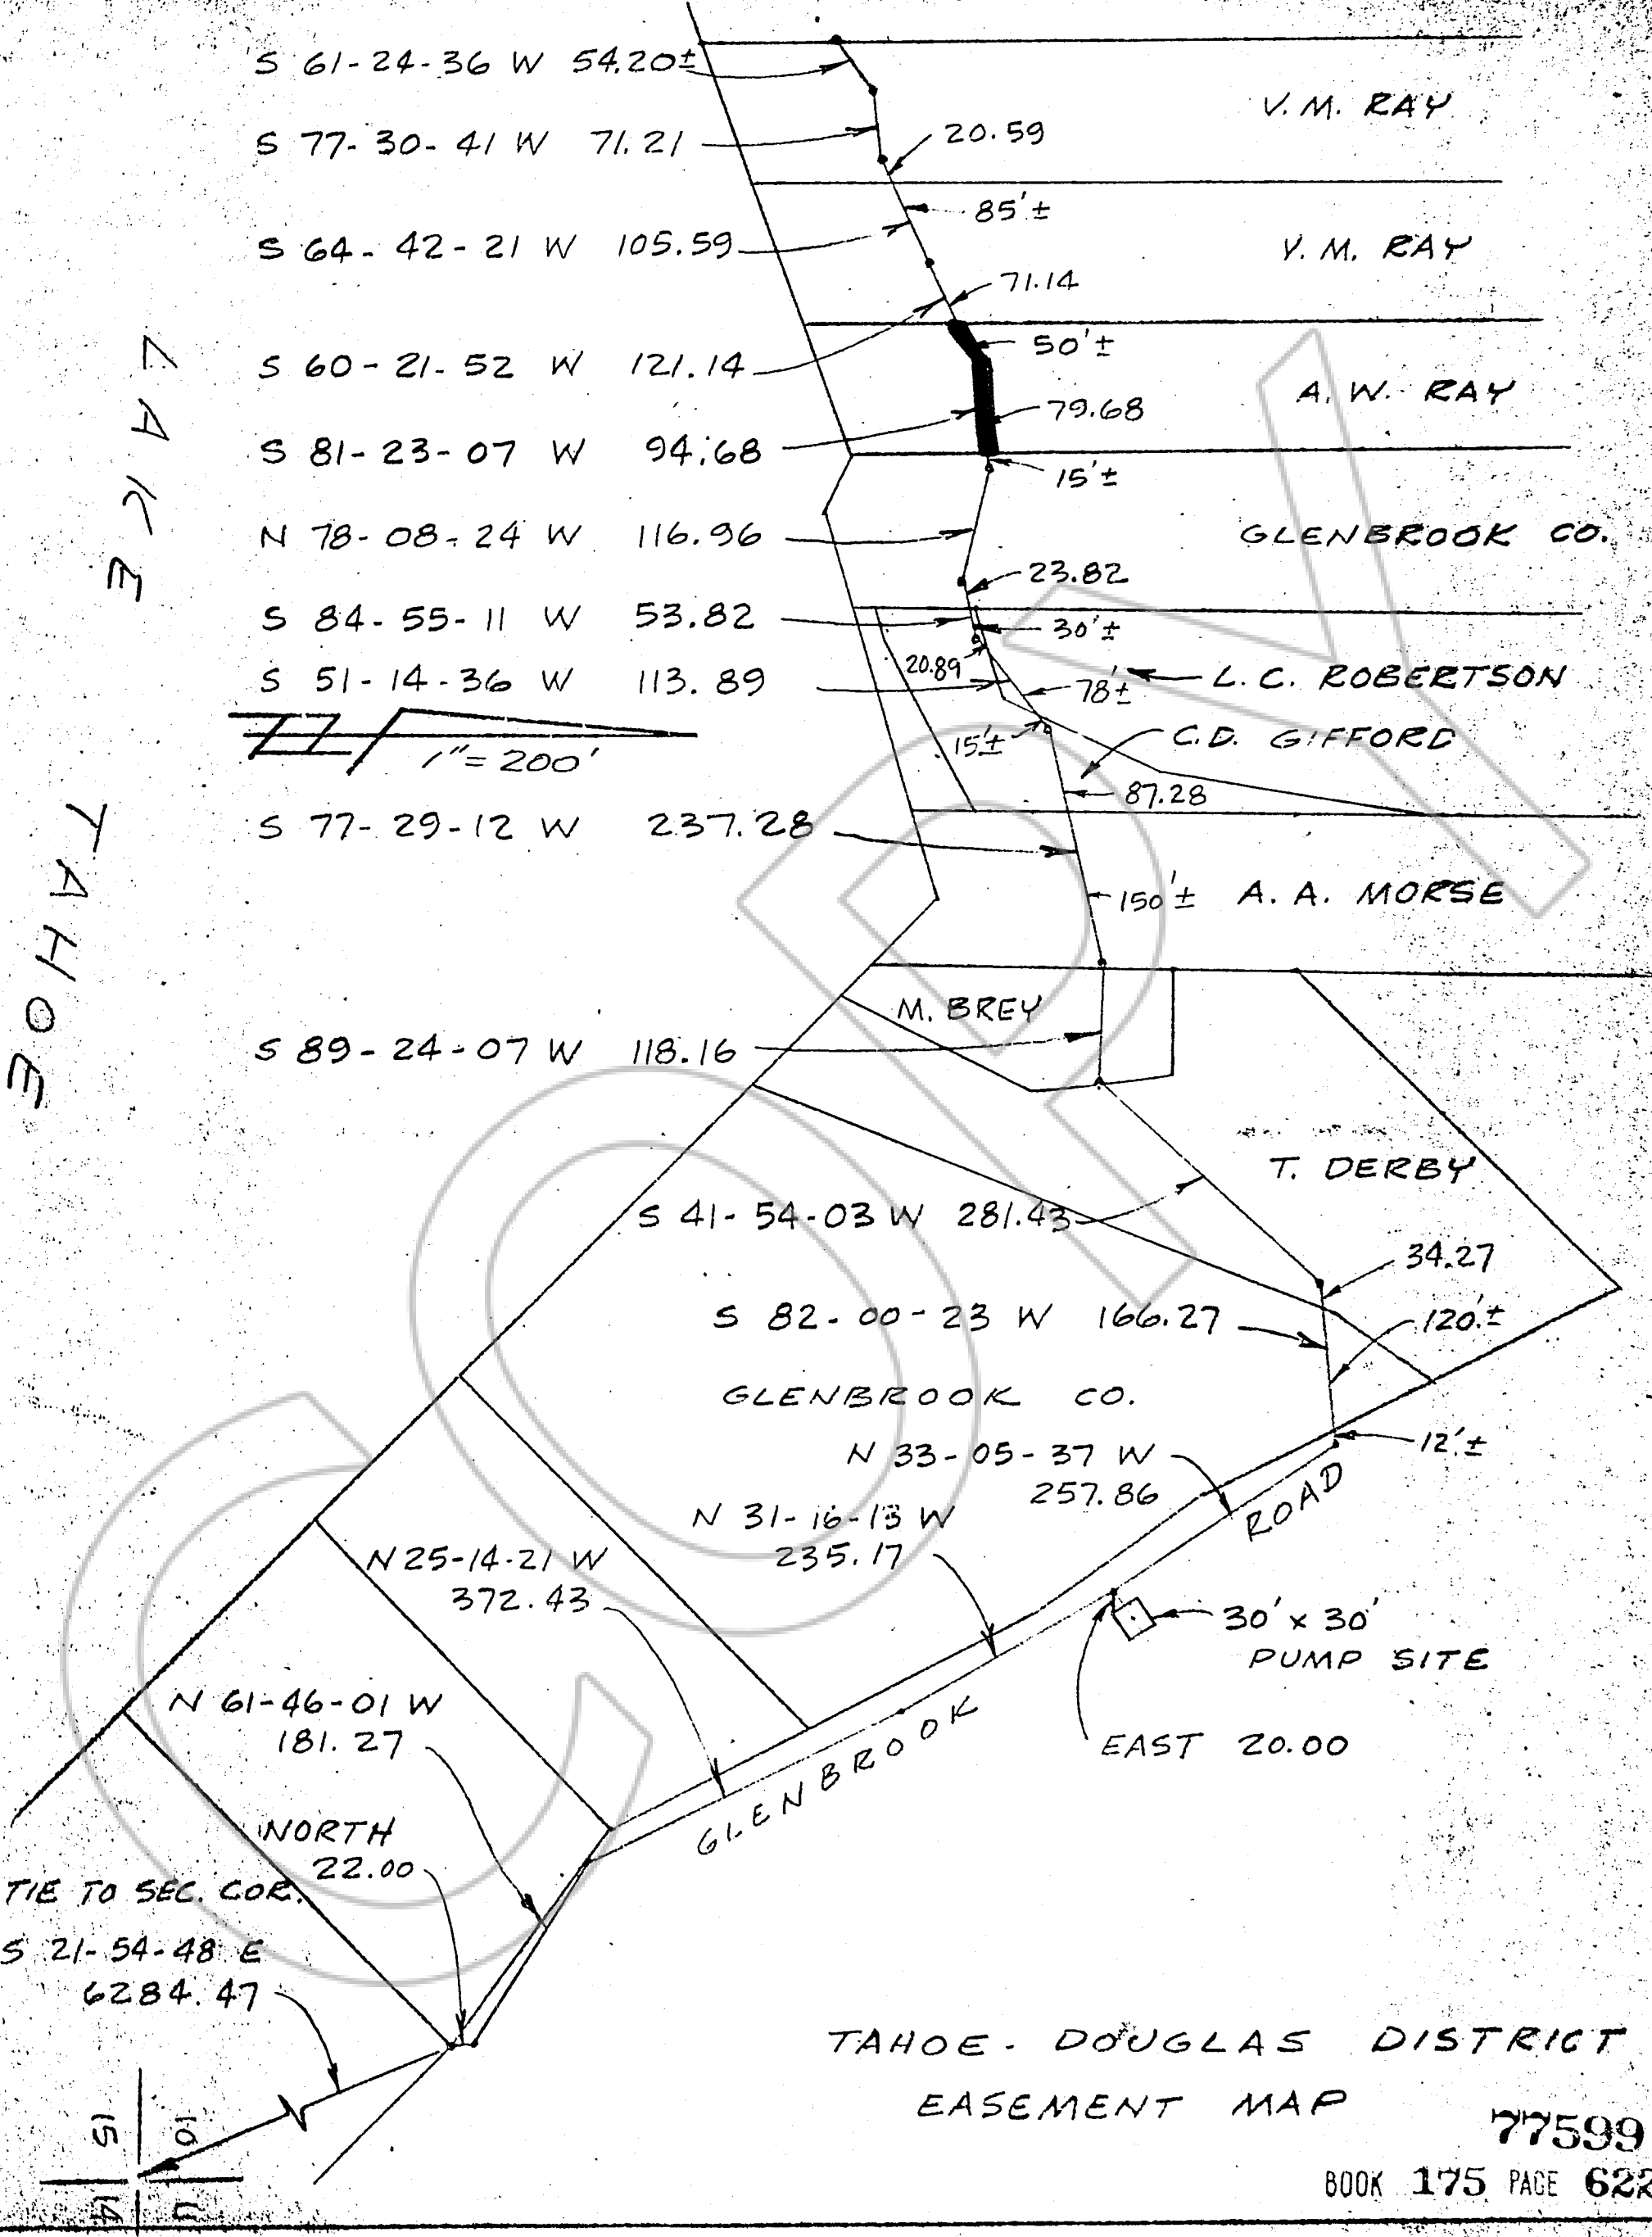 S 61-24-36 W 54.20±
V. M. RAY
S 77-30-41 W 71.21
20.59
85'±
S 64-42-21 W 105.59
V. M. RAY
71.14
50'±
S 60-21-52 W 121.14
A. W. RAY
79.68
S 81-23-07 W 94.68
15'±
N 78-08-24 W 116.96
GLENBROOK CO.
23.82
S 84-55-11 W 53.82
30'±
20.89
S 51-14-36 W 113.89
78'±
L. C. ROBERTSON
15'±
C.D. GIFFORD
1" = 200'
87.28
S 77-29-12 W 237.28
150'±
A. A. MORSE
LAKE TAHOE
M. BREY
S 89-24-07 W 118.16
T. DERBY
S 41-54-03 W 281.43
34.27
S 82-00-23 W 166.27
120'±
GLENBROOK CO.
12'±
N 33-05-37 W
257.86
N 31-16-13 W
235.17
N 25-14-21 W
372.43
30' x 30'
PUMP SITE
EAST 20.00
GLENBROOK ROAD
N 61-46-01 W
181.27
NORTH
22.00
TIE TO SEC. COR.
S 21-54-48 E
6284.47
15 10
14 11
TAHOE - DOUGLAS DISTRICT
EASEMENT MAP
77599
BOOK 175 PAGE 622
COPY